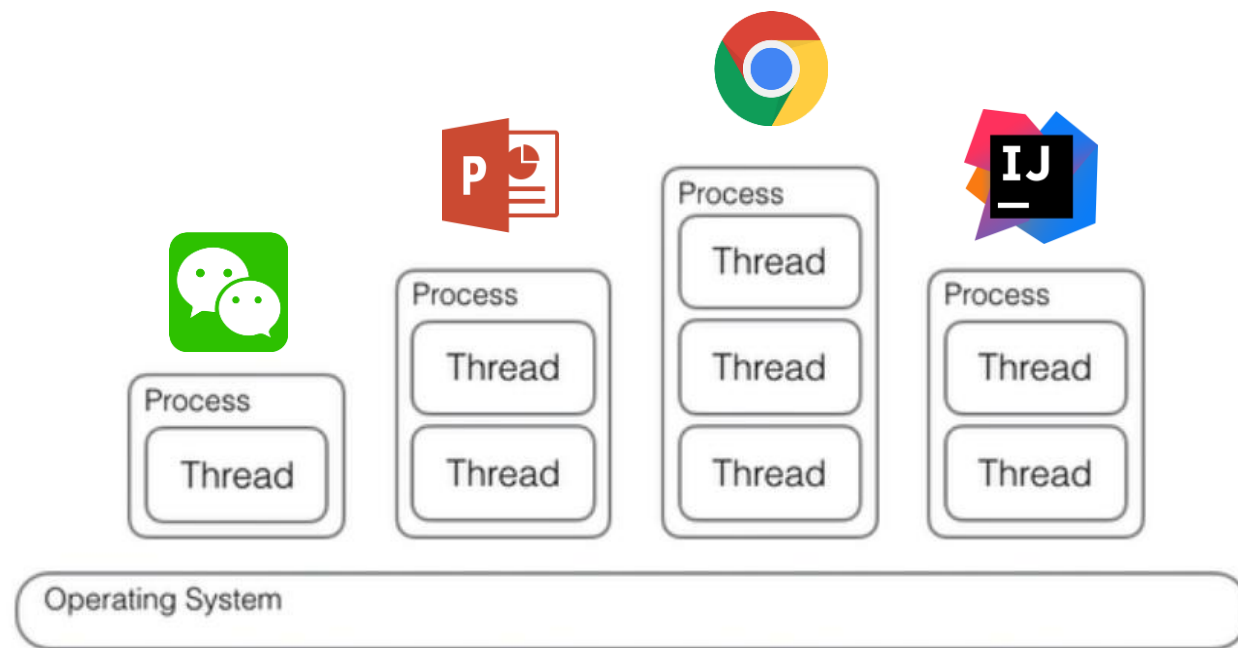 P
IJ
Process
Thread
Process
Thread
Thread
Process
Thread
Thread
Thread
Process
Thread
Thread
Operating System